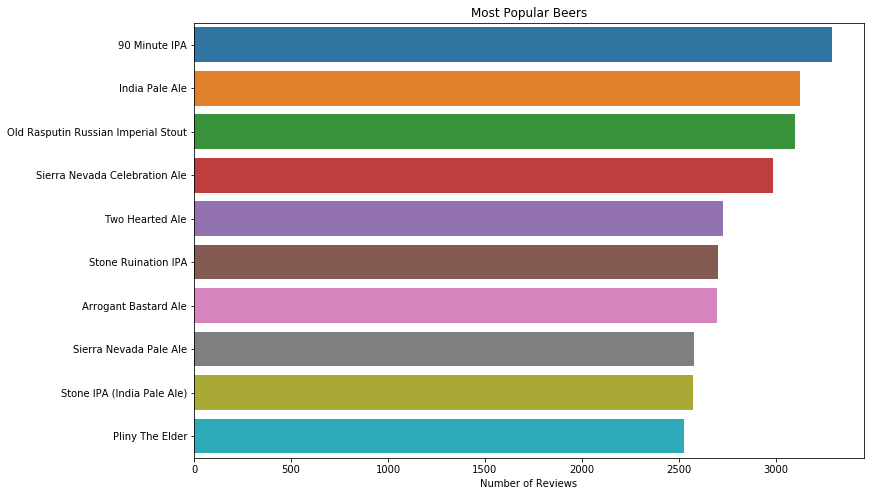 Most Popular Beers
90 Minute IPA
India Pale Ale
Old Rasputin Russian Imperial Stout
Sierra Nevada Celebration Ale
Two Hearted Ale
Stone Ruination IPA
Arrogant Bastard Ale
Sierra Nevada Pale Ale
Stone IPA (India Pale Ale)
Pliny The Elder
0 500 1000 1500 2000 2500 3000
Number of Reviews